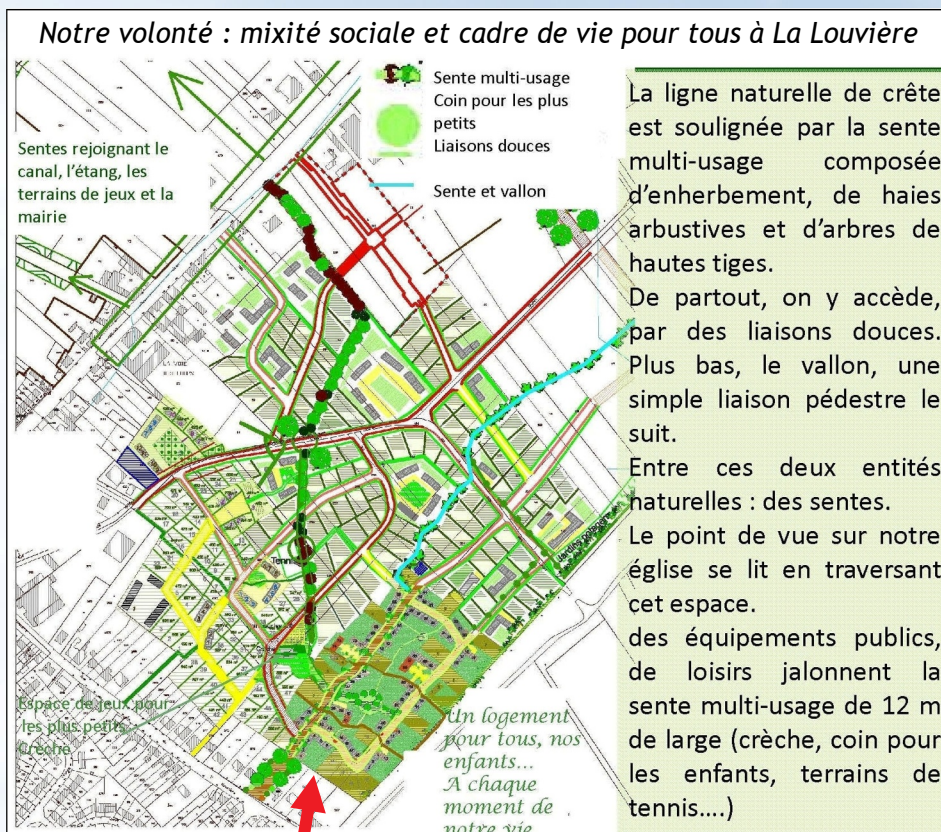 Notre volonté : mixité sociale et cadre de vie pour tous à La Louvière
Sente multi-usage
Coin pour les plus
petits
Liaisons douces
Sente et vallon
Sentes rejoignant le
canal, l'étang, les
terrains de jeux et la
mairie
Tennis
Jardins potagers
Espace de jeux pour
les plus petits
Crèche
Un logement
pour tous, nos
enfants...
A chaque
moment de
notre vie
La ligne naturelle de crête
est soulignée par la sente
multi-usage composée
d'enherbement, de haies
arbustives et d'arbres de
hautes tiges.
De partout, on y accède,
par des liaisons douces.
Plus bas, le vallon, une
simple liaison pédestre le
suit.
Entre ces deux entités
naturelles : des sentes.
Le point de vue sur notre
église se lit en traversant
cet espace.
des équipements publics,
de loisirs jalonnent la
sente multi-usage de 12 m
de large (crèche, coin pour
les enfants, terrains de
tennis....)